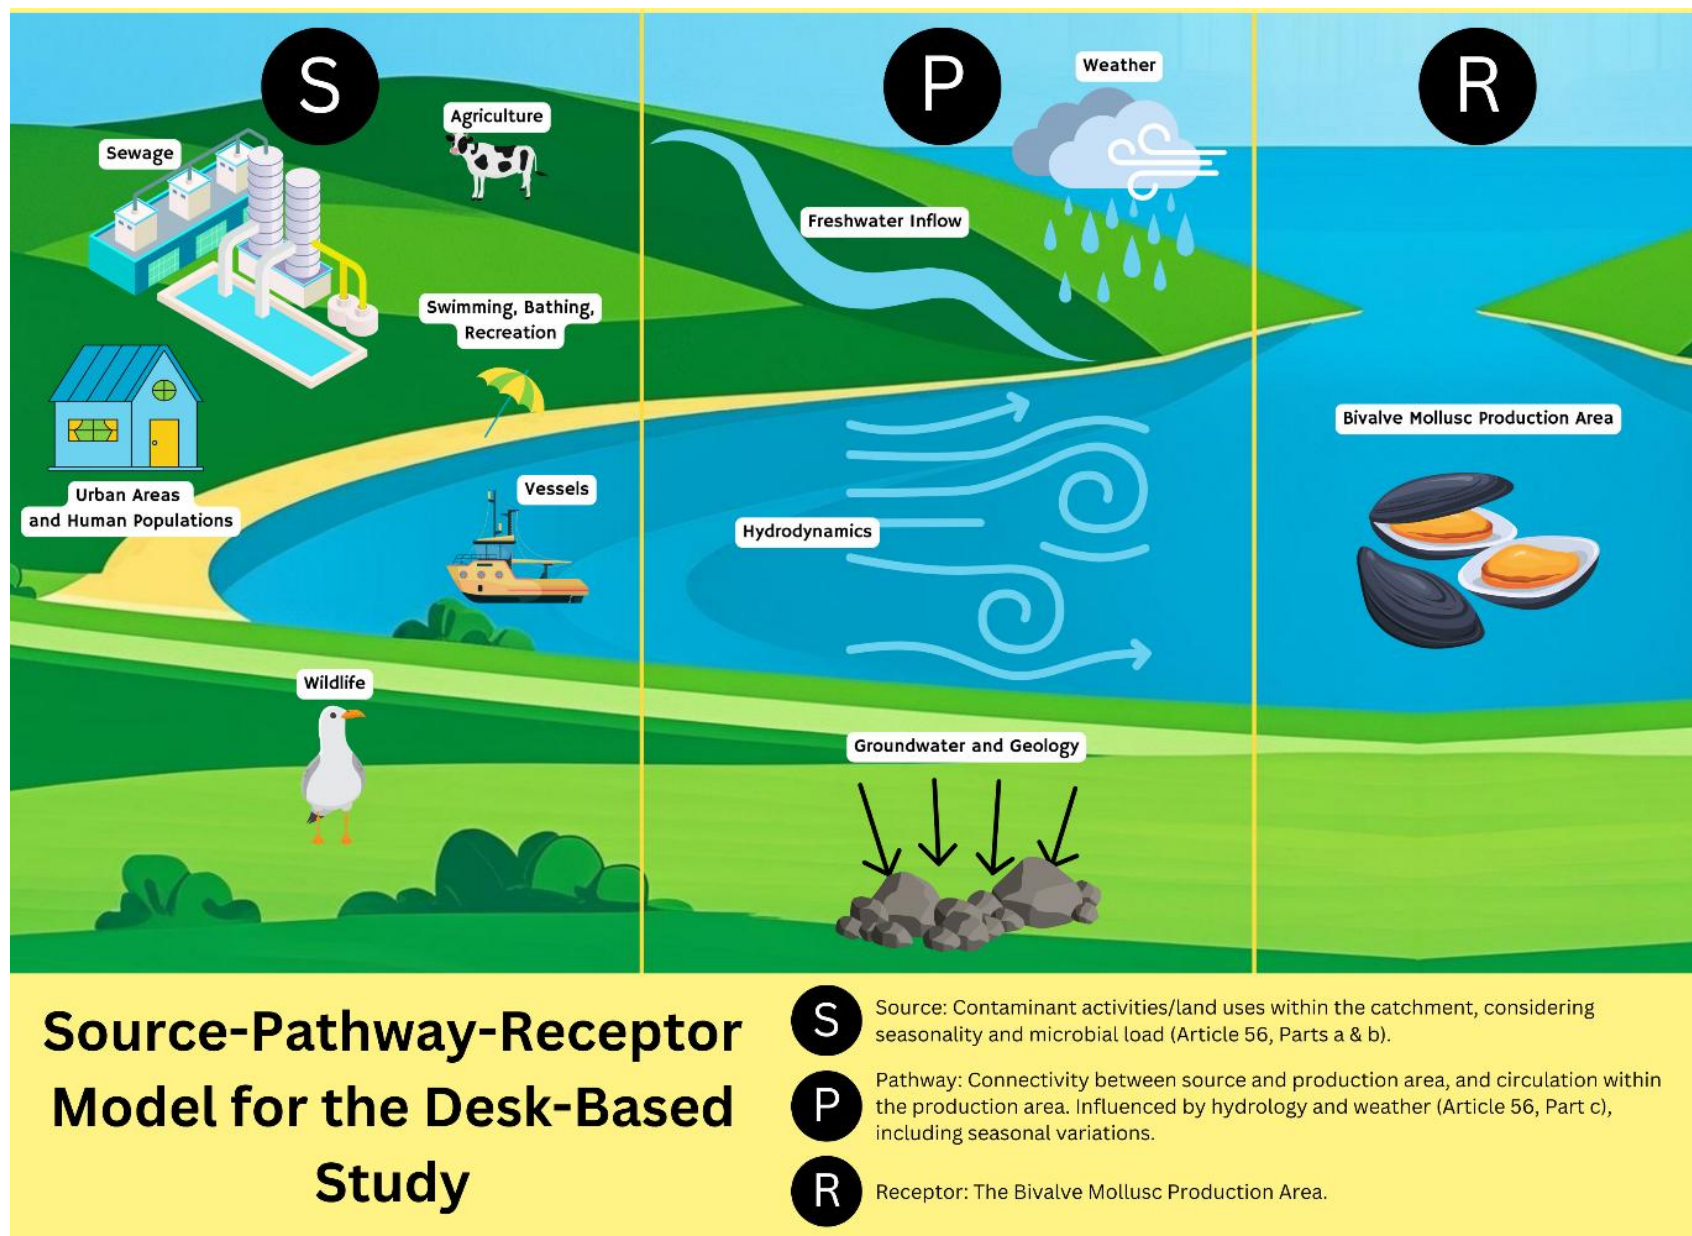 S
P
R
Weather
Agriculture
Sewage
Freshwater Inflow
Swimming, Bathing,
Recreation
Bivalve Mollusc Production Area
Urban Areas
and Human Populations
Vessels
Hydrodynamics
Wildlife
Groundwater and Geology
Source-Pathway-Receptor
Model for the Desk-Based
Study
S
Source: Contaminant activities/land uses within the catchment, considering
seasonality and microbial load (Article 56, Parts a & b).
P
Pathway: Connectivity between source and production area, and circulation within
the production area. Influenced by hydrology and weather (Article 56, Part c),
including seasonal variations.
R
Receptor: The Bivalve Mollusc Production Area.